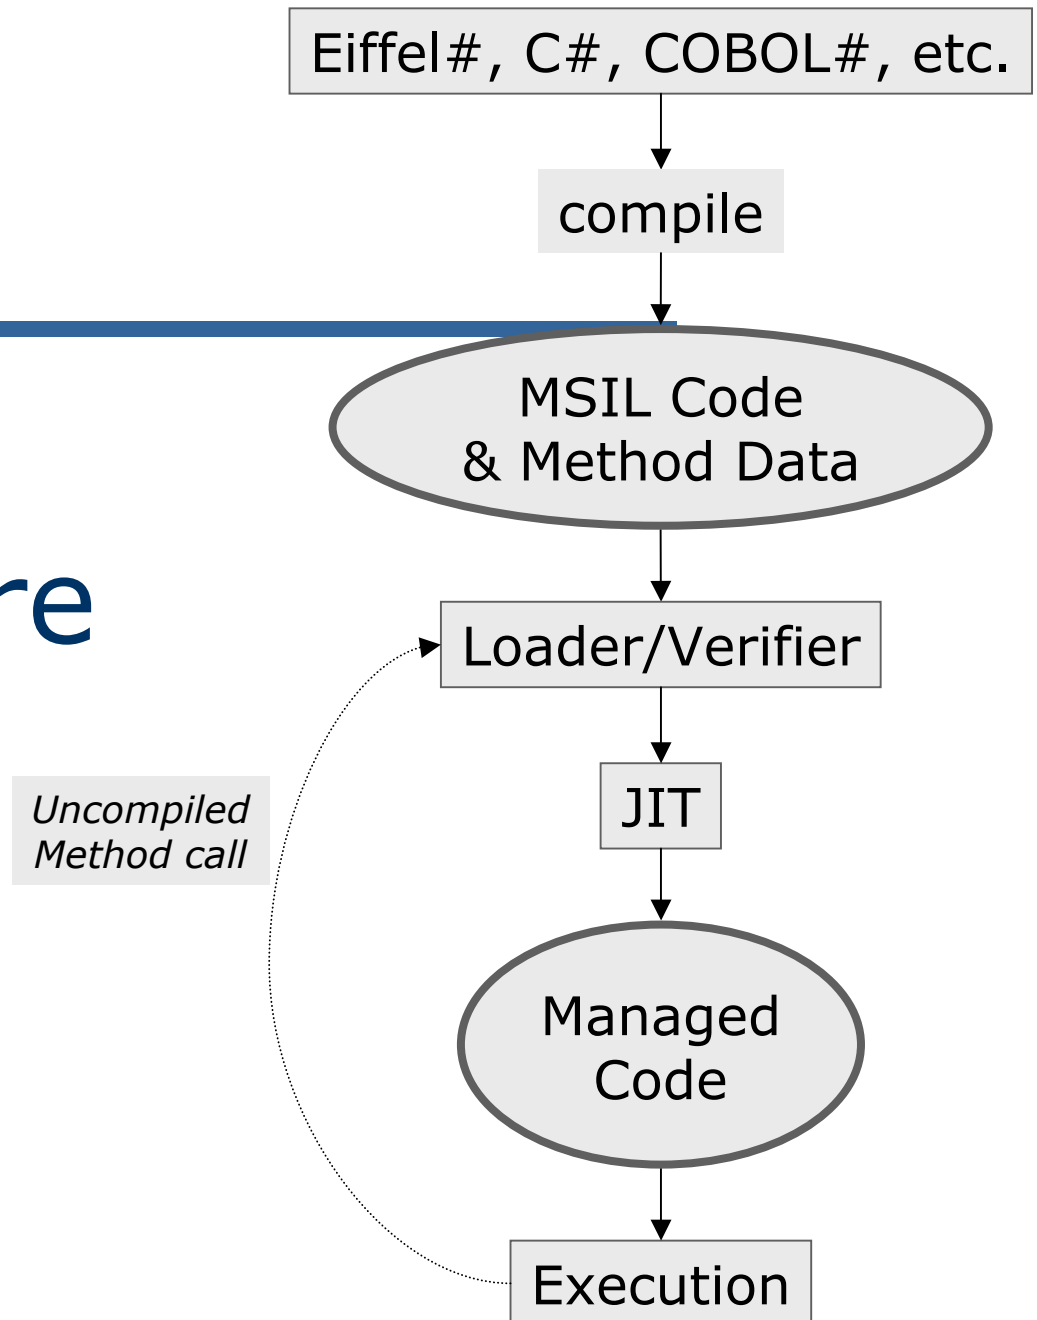 Eiffel#, C#, COBOL#, etc.
compile
MSIL Code
& Method Data
re
Loader/Verifier
JIT
Uncompiled
Method call
Managed
Code
Execution